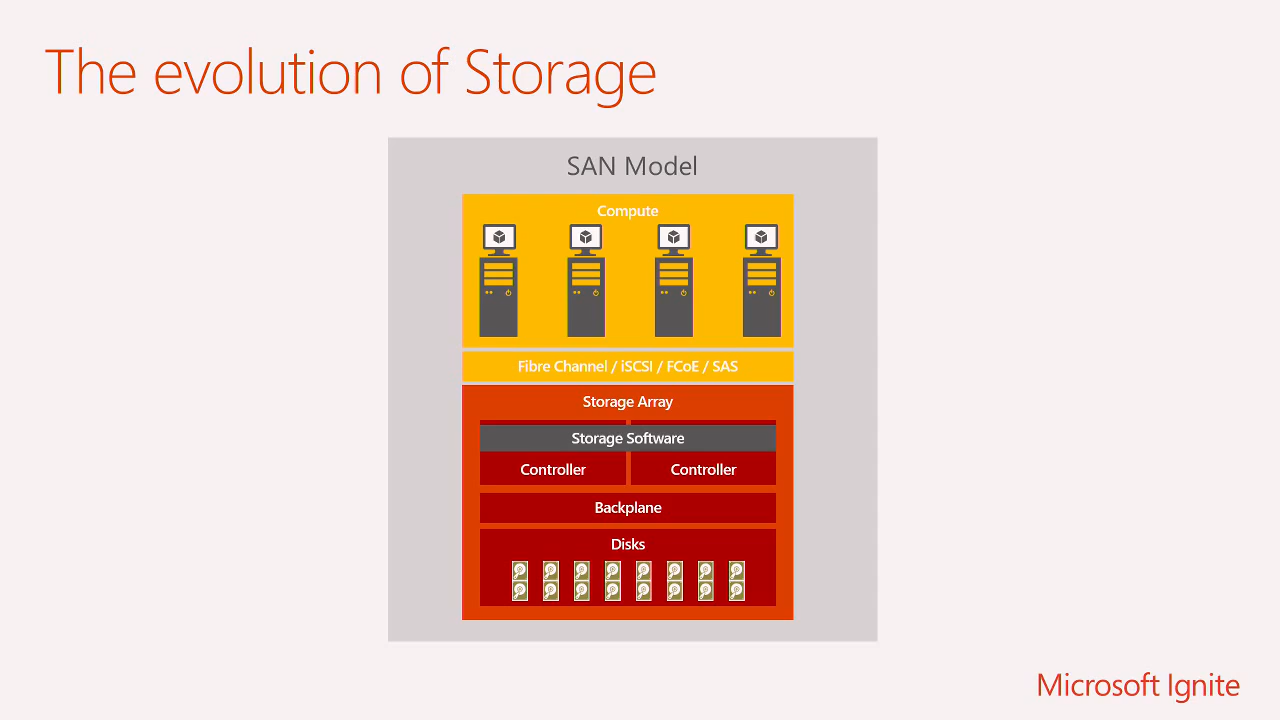 The evolution of Storage
SAN Model
Compute
Fibre Channel / iSCSI / FCoE / SAS
Storage Array
Storage Software
Controller
Controller
Backplane
Disks
Microsoft Ignite